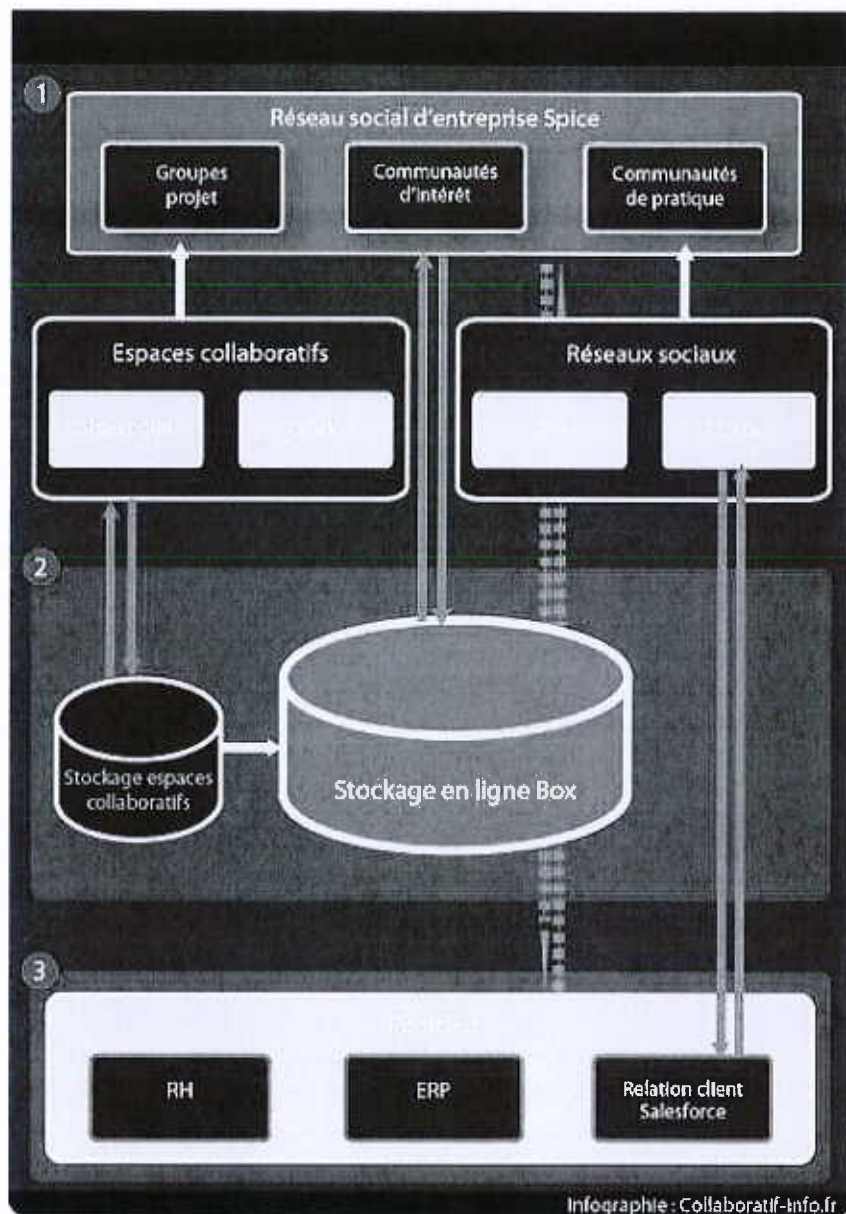 1
Réseau social d'entreprise Spice
Groupes
projet
Communautés
d'intérêt
Communautés
de pratique
Espaces collaboratifs
Réseaux sociaux
2
Stockage espaces
collaboratifs
Stockage en ligne Box
3
RH
ERP
Relation client
Salesforce
Infographie : Collaboratif-Info.fr